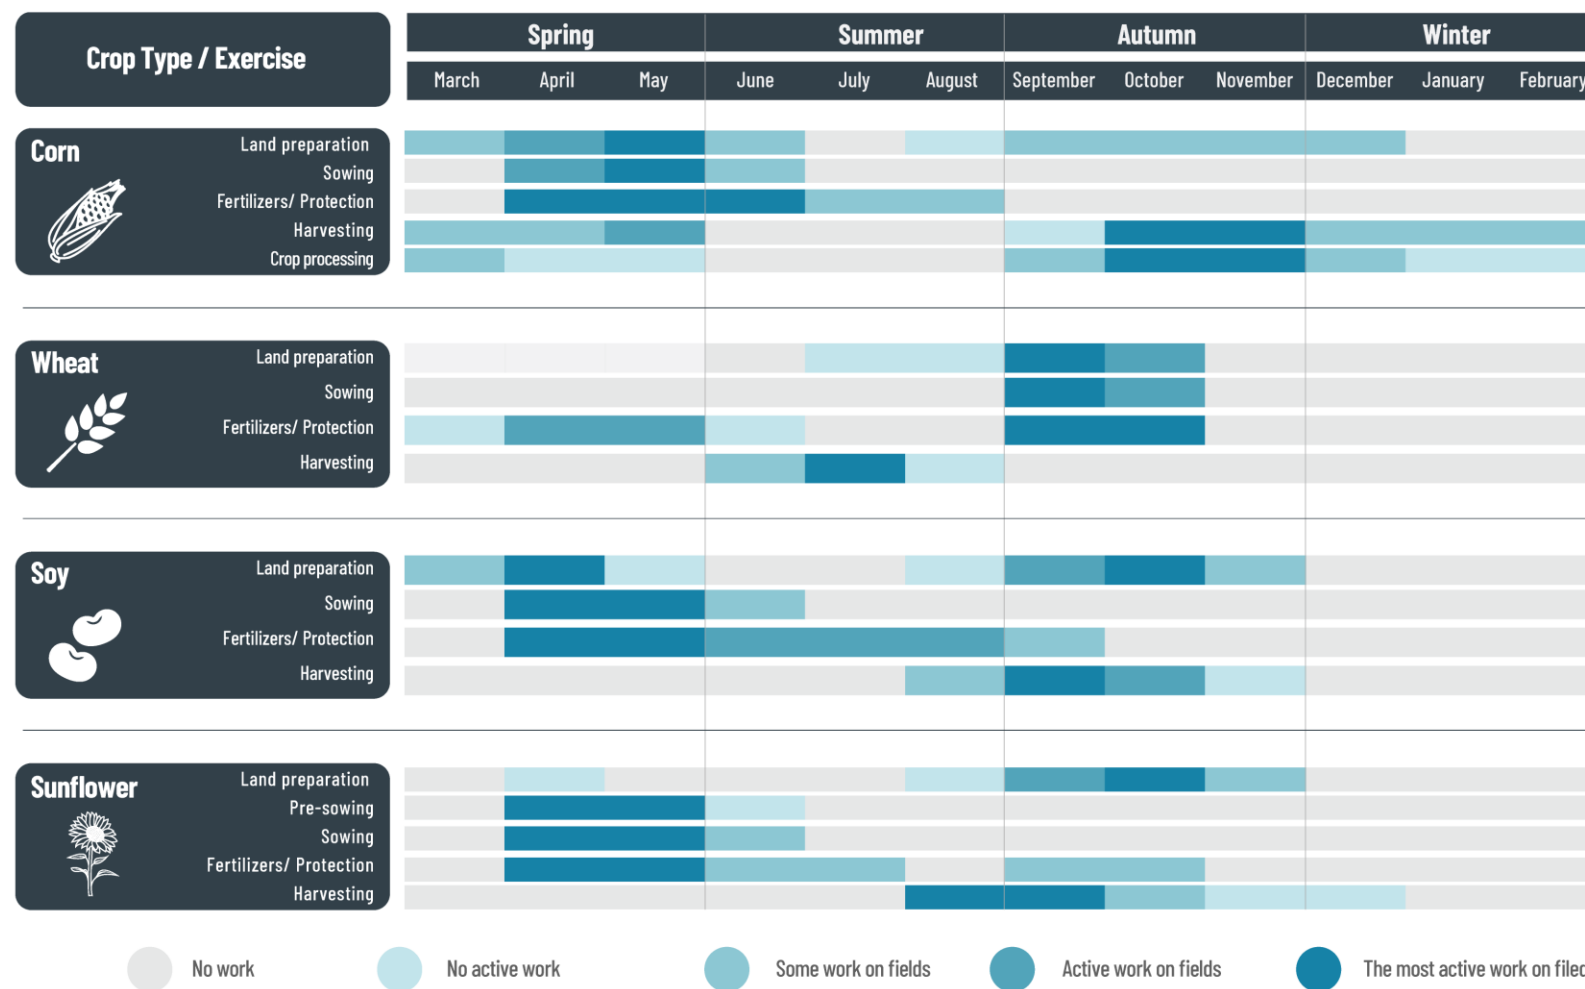 Crop Type / Exercise
Spring Summer Autumn Winter
March April May June July August September October November December January February
Corn
Land preparation
Sowing
Fertilizers/ Protection
Harvesting
Crop processing
Wheat
Land preparation
Sowing
Fertilizers/ Protection
Harvesting
Soy
Land preparation
Sowing
Fertilizers/ Protection
Harvesting
Sunflower
Land preparation
Pre-sowing
Sowing
Fertilizers/ Protection
Harvesting
No work No active work Some work on fields Active work on fields The most active work on filed